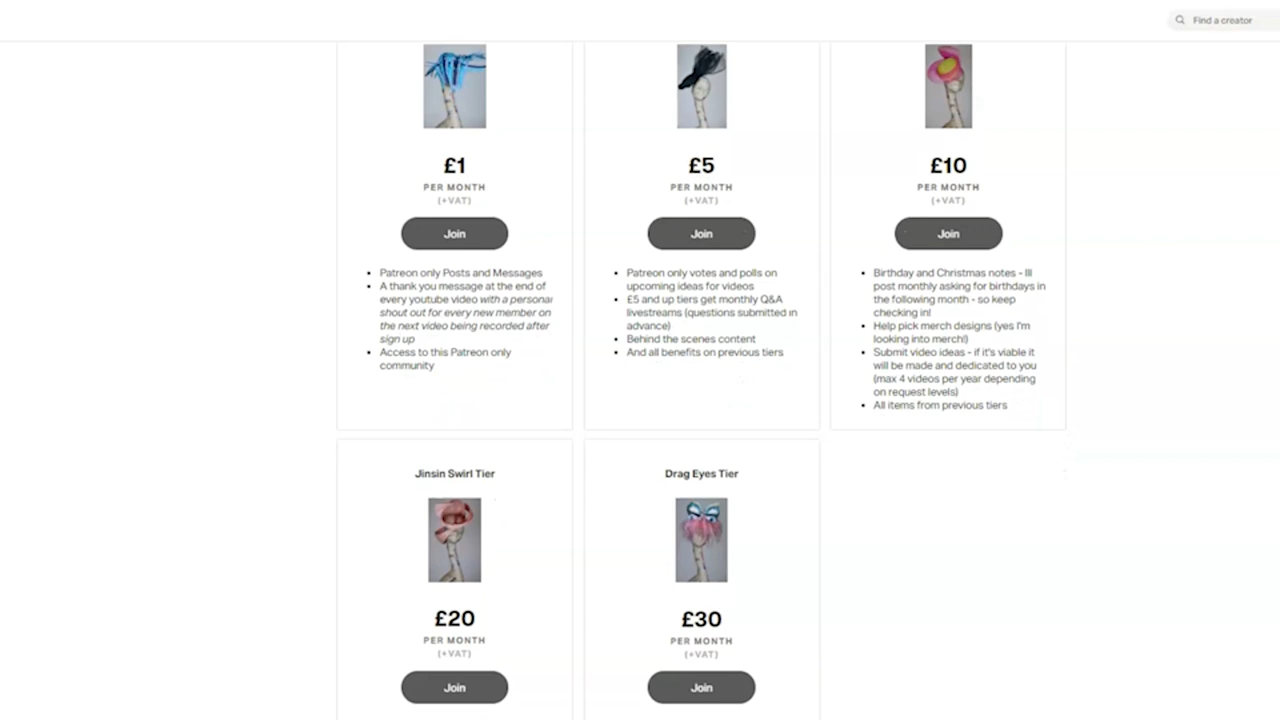 Find a creator
£1
PER MONTH
(+VAT)
Join
Patreon only Posts and Messages
A thank you message at the end of
every youtube video with a personal
shout out for every new member on
the next video being recorded after
sign up
Access to this Patreon only
community
£5
PER MONTH
(+VAT)
Join
Patreon only votes and polls on
upcoming ideas for videos
£5 and up tiers get monthly Q&A
livestreams (questions submitted in
advance)
Behind the scenes content
And all benefits on previous tiers
£10
PER MONTH
(+VAT)
Join
Birthday and Christmas notes - Ill
post monthly asking for birthdays in
the following month - so keep
checking in!
Help pick merch designs (yes I'm
looking into merch!)
Submit video ideas - if it's viable it
will be made and dedicated to you
(max 4 videos per year depending
on request levels)
All items from previous tiers
Jinsin Swirl Tier
£20
PER MONTH
(+VAT)
Join
Drag Eyes Tier
£30
PER MONTH
(+VAT)
Join